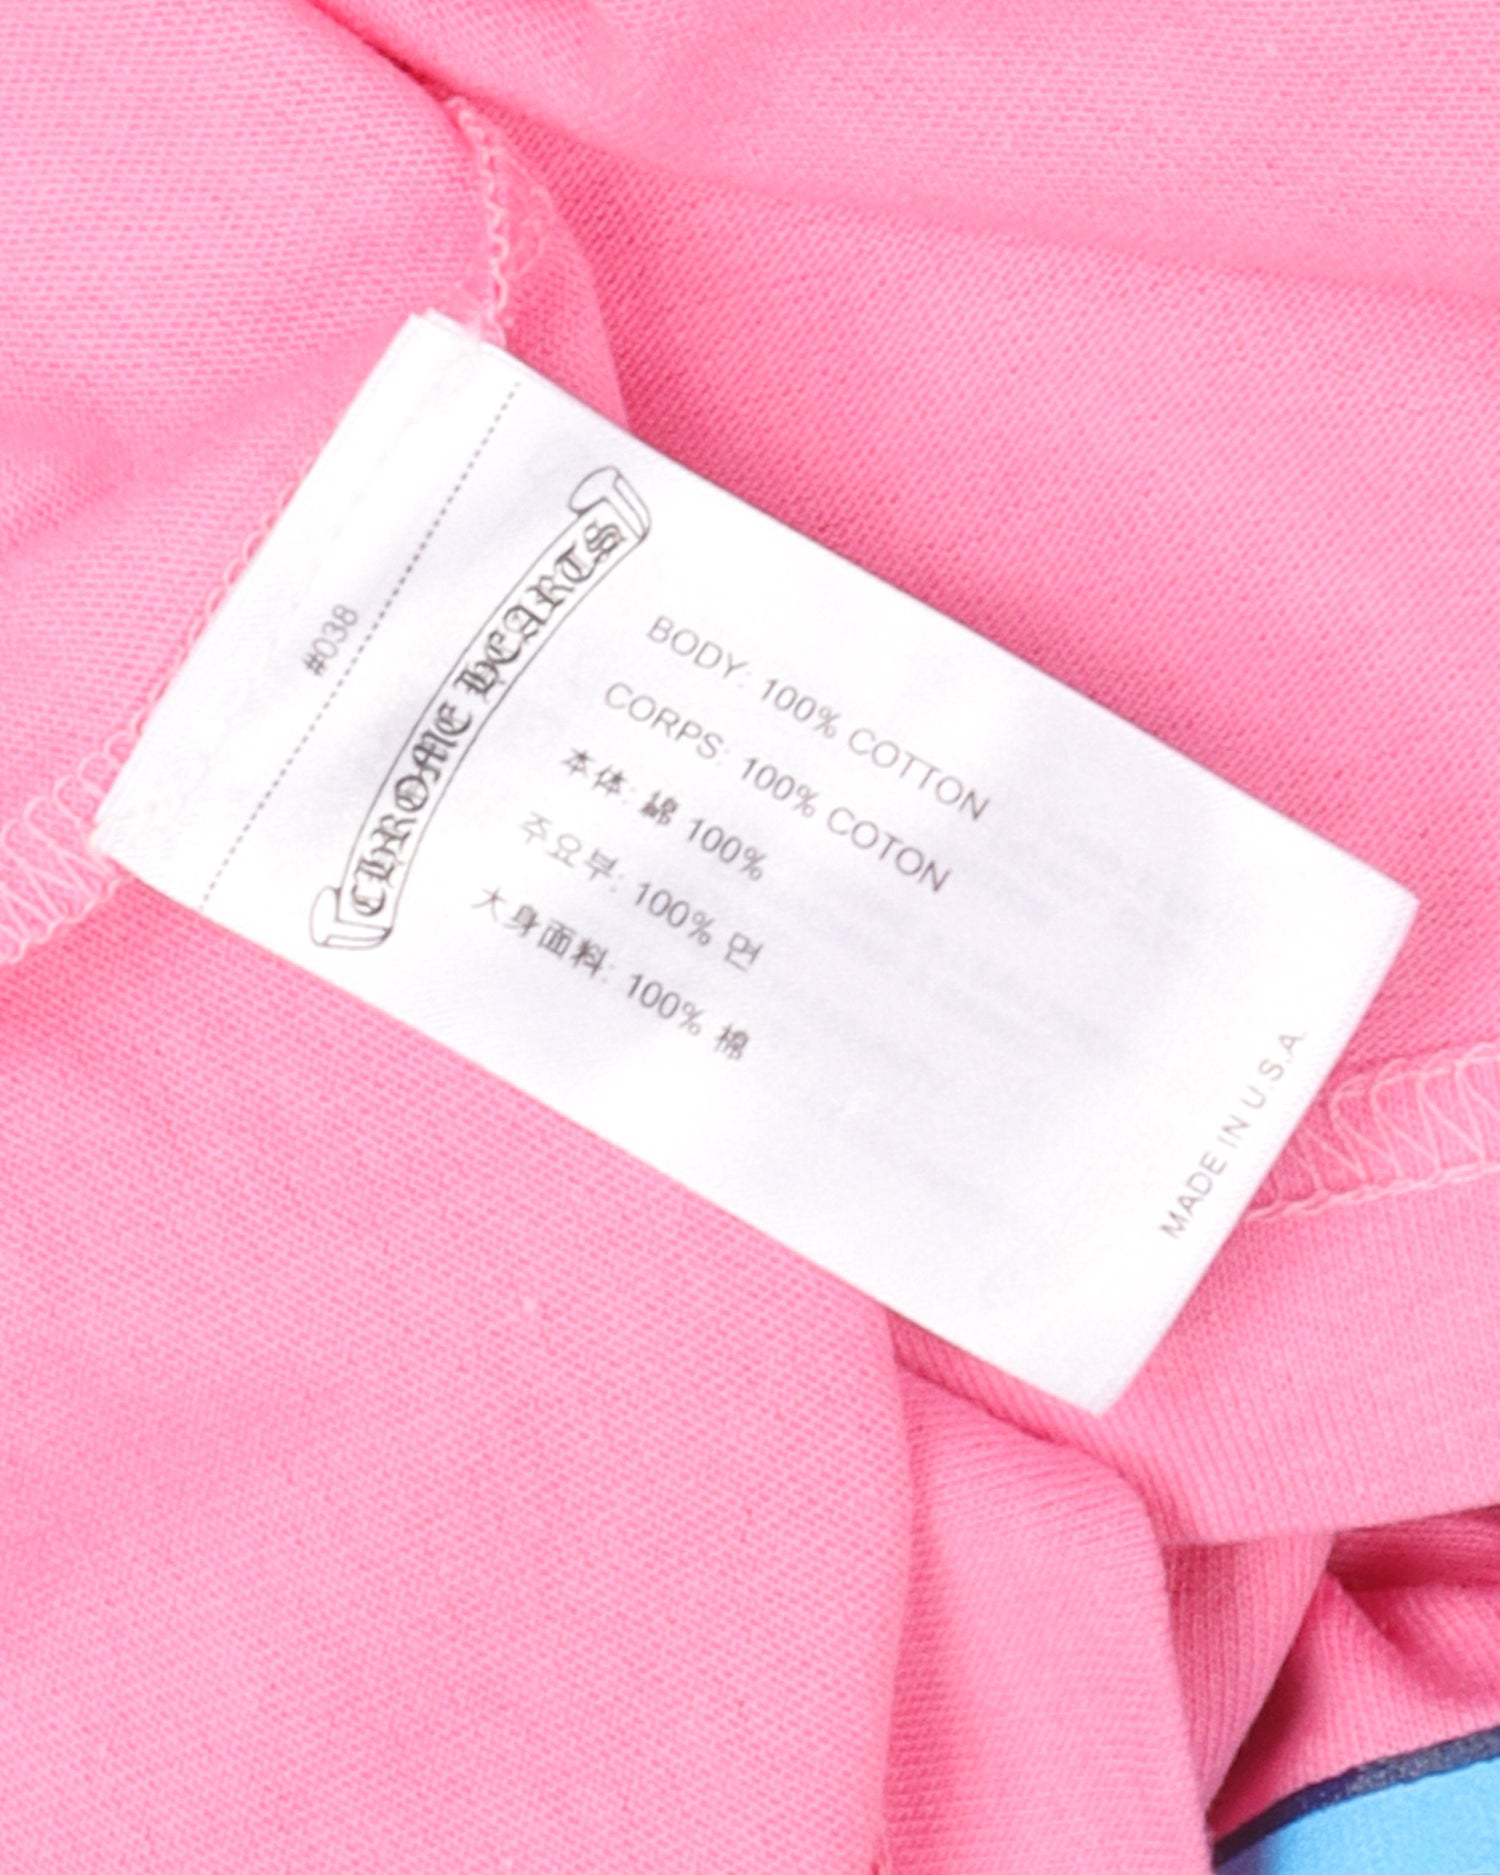 #038
CHROME HEARTS
BODY: 100% COTTON
CORPS: 100% COTON
本体: 綿 100%
주요부: 100% 면
大身面料: 100% 棉
MADE IN U.S.A.